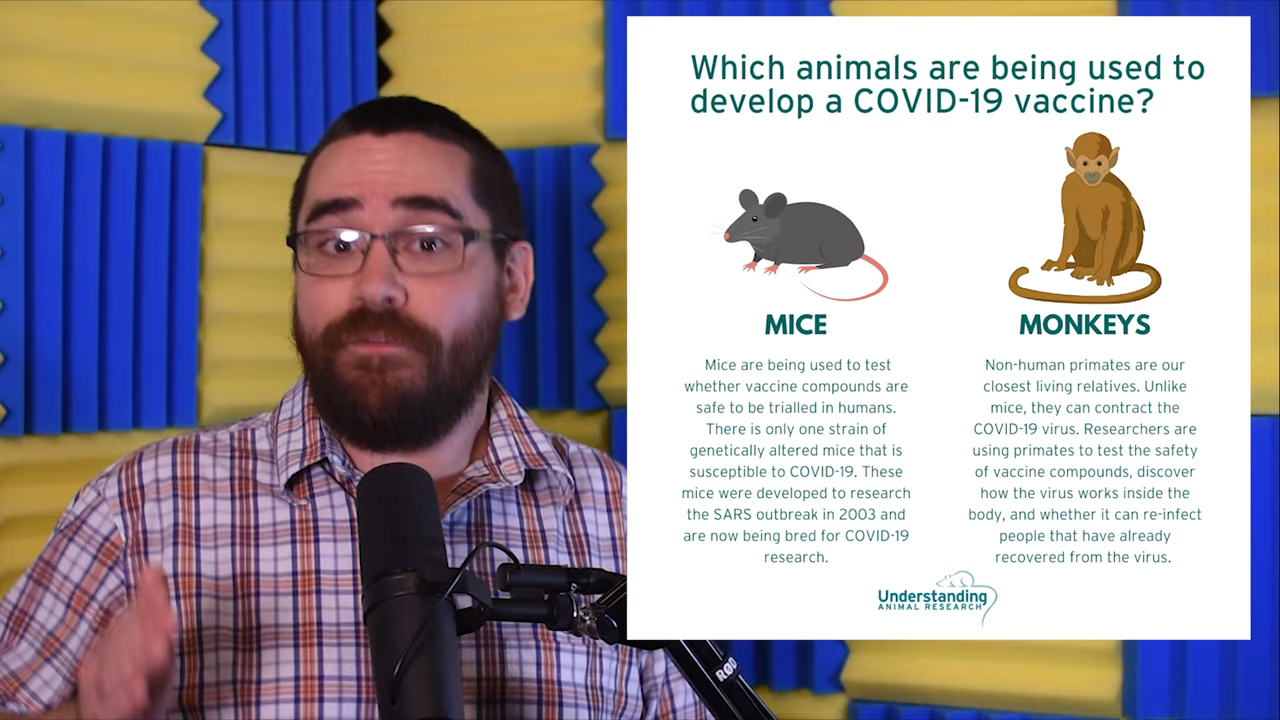 Which animals are being used to
develop a COVID-19 vaccine?
MICE
Mice are being used to test
whether vaccine compounds are
safe to be trialled in humans.
There is only one strain of
genetically altered mice that is
susceptible to COVID-19. These
mice were developed to research
the SARS outbreak in 2003 and
are now being bred for COVID-19
research.
MONKEYS
Non-human primates are our
closest living relatives. Unlike
mice, they can contract the
COVID-19 virus. Researchers are
using primates to test the safety
of vaccine compounds, discover
how the virus works inside the
body, and whether it can re-infect
people that have already
recovered from the virus.
Understanding
ANIMAL RESEARCH
RØD